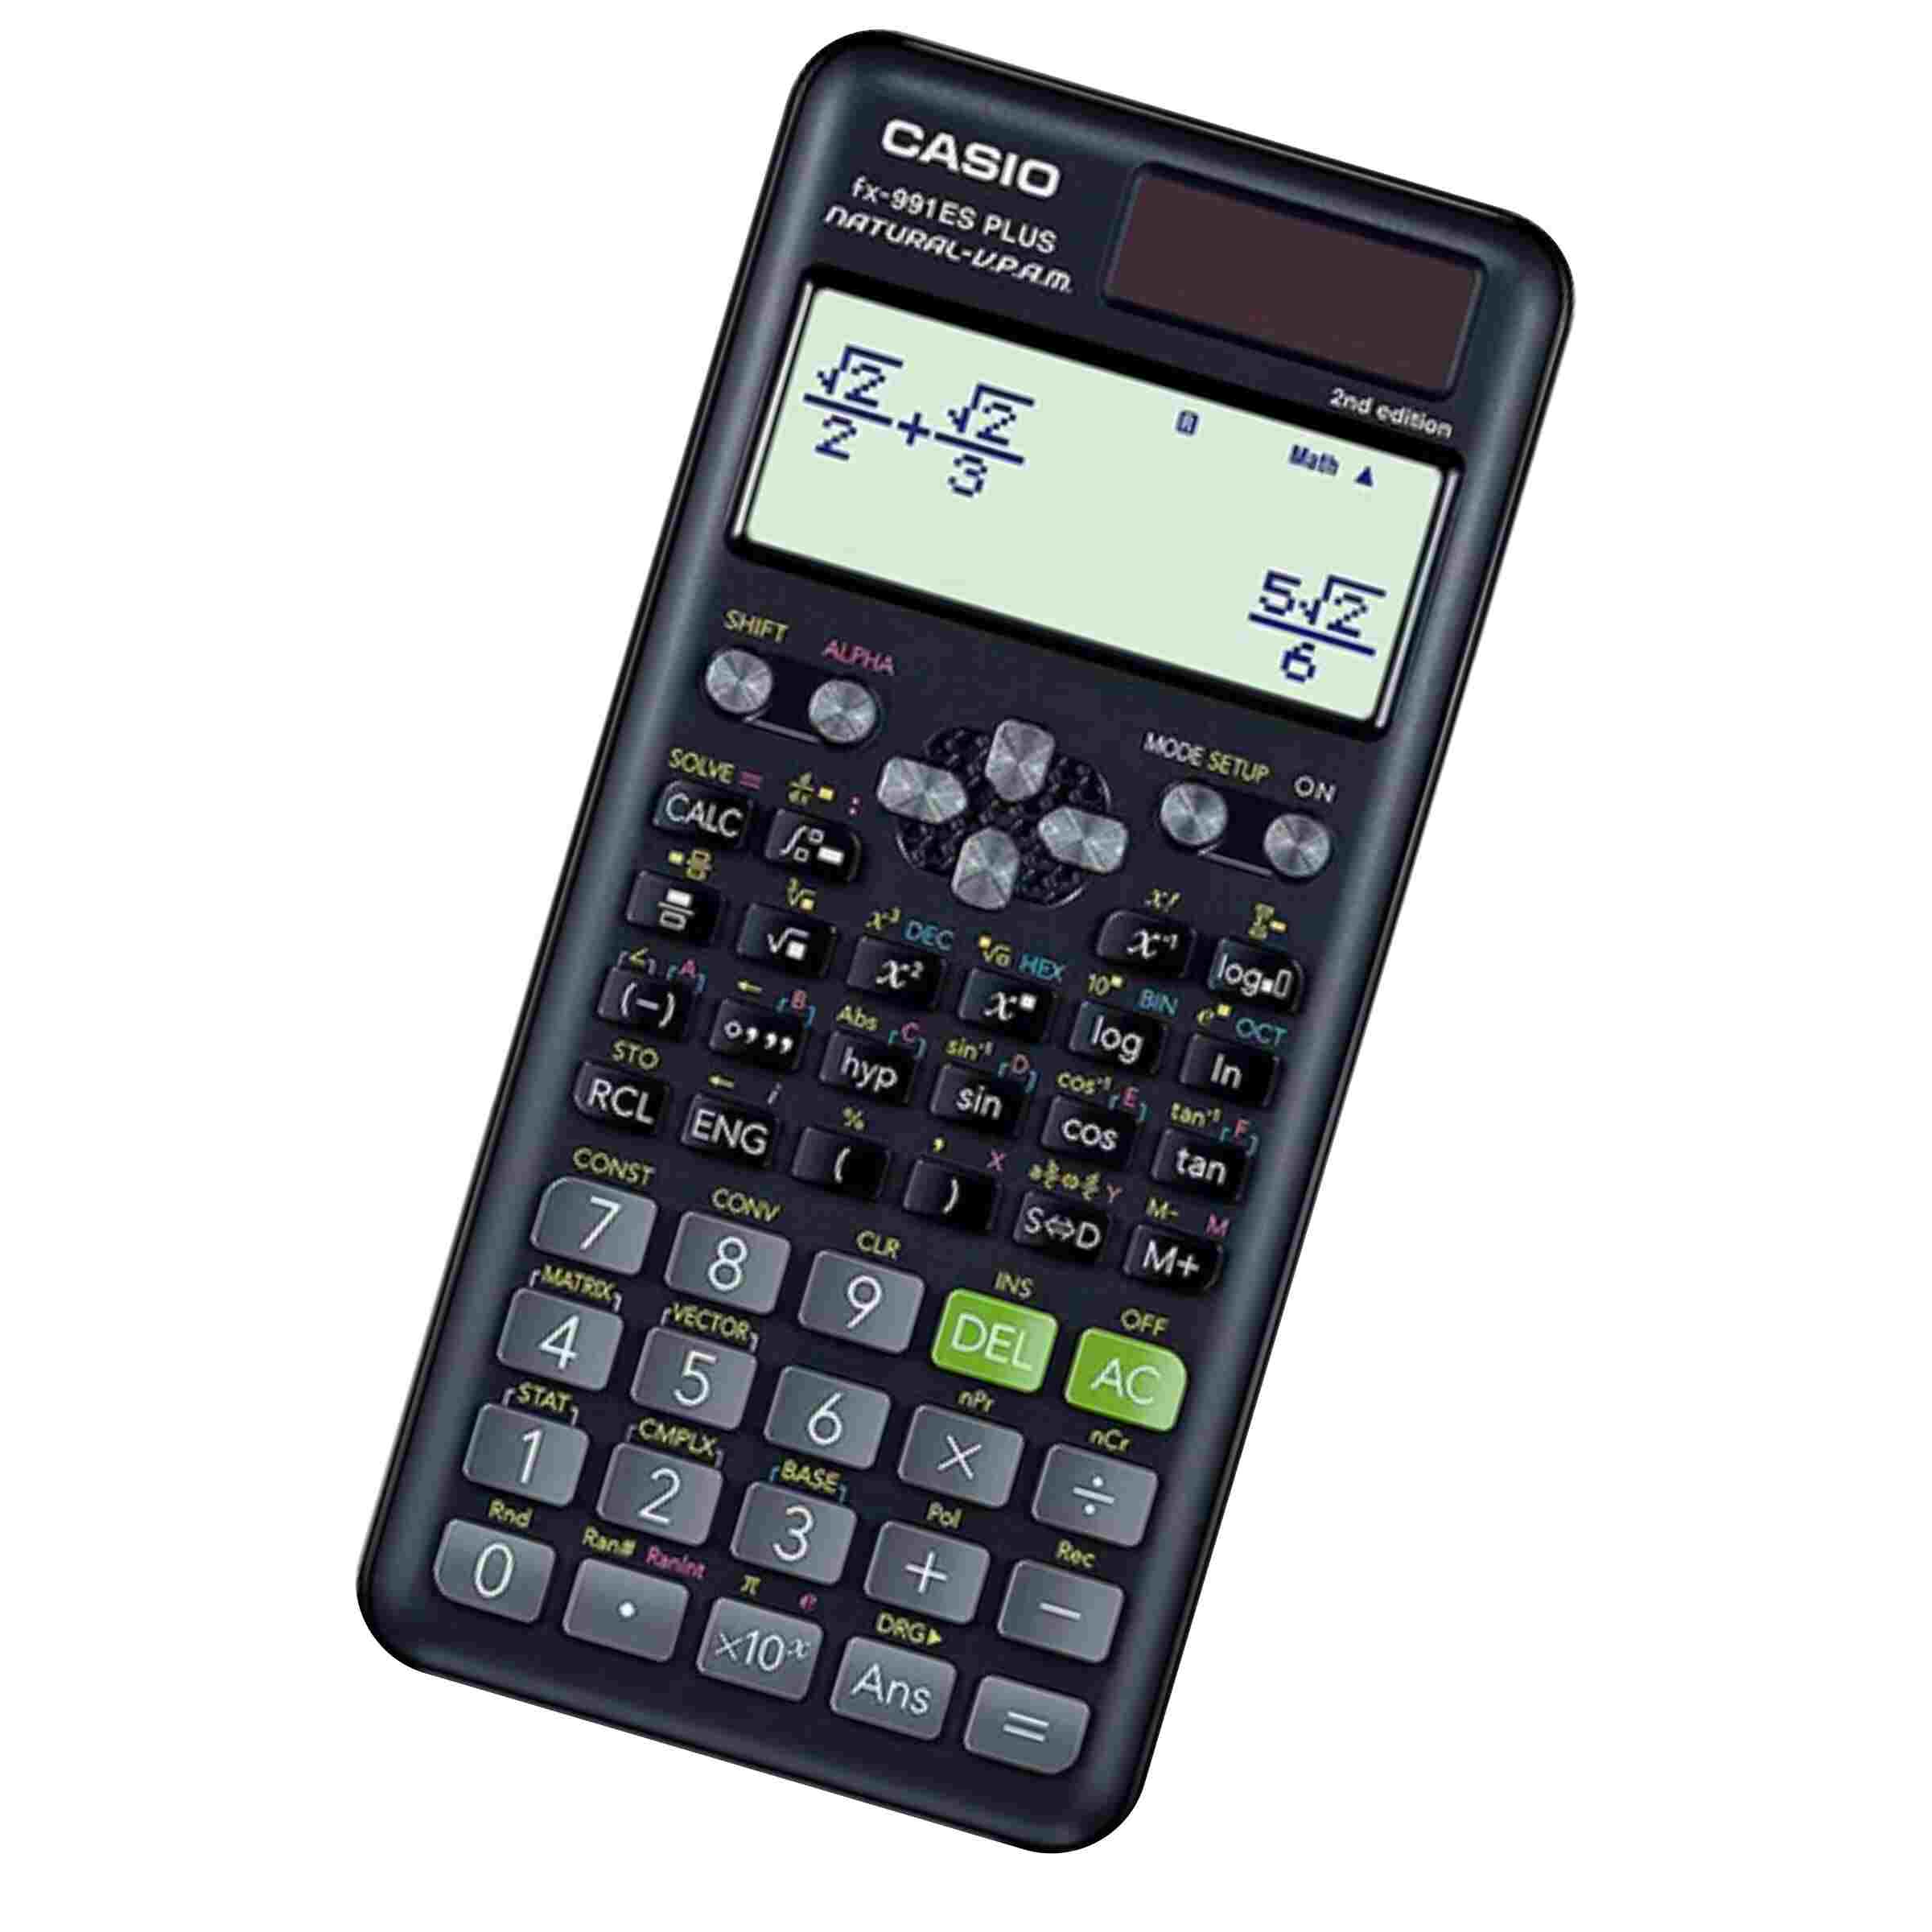 CASIO
fx-991ES PLUS
NATURAL-V.P.A.M.
2nd edition
Math ▲
√2/2+√2/3
5√2/6
SHIFT ALPHA
MODE SETUP ON
SOLVE = d/dx :
CALC ∫
x! Σ
x⁻¹ log
∛ x³ DEC √ HEX 10 BIN e OCT
√ x² x log ln
∠ A ← B Abs C sin⁻¹ D cos⁻¹ E tan⁻¹ F
(−) °,,, hyp sin cos tan
STO ← i % , X a b/c⇔d/c Y M− M
RCL ENG ( ) S⇔D M+
CONST CONV CLR INS OFF
7 8 9 DEL AC
MATRIX VECTOR nPr nCr
4 5 6 × ÷
STAT CMPLX BASE Pol Rec
1 2 3 + −
Rnd Ran# RanInt π e DRG▶
0 · ×10ˣ Ans =